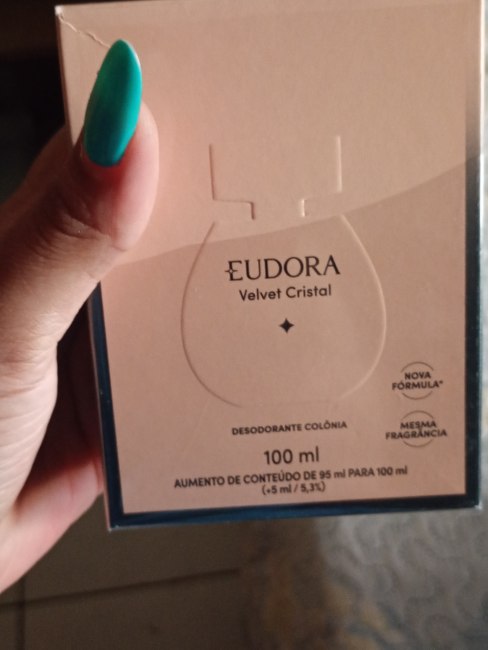 EUDORA
Velvet Cristal
NOVA
FÓRMULA*
MESMA
FRAGRÂNCIA
DESODORANTE COLÔNIA
100 ml
AUMENTO DE CONTEÚDO DE 95 ml PARA 100 ml
(+5 ml / 5,3%)